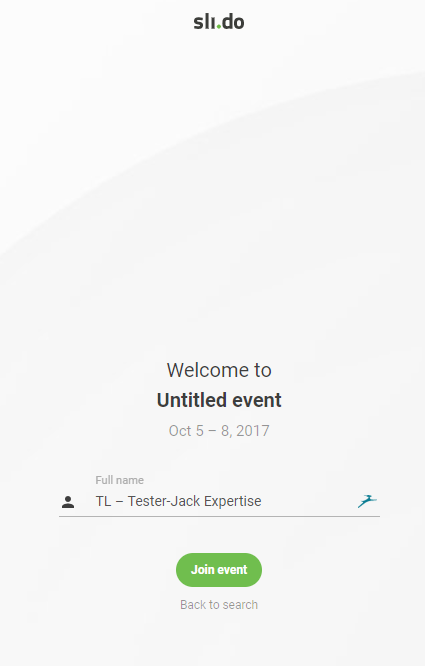 sli.do
Welcome to
Untitled event
Oct 5 – 8, 2017
Full name
TL – Tester-Jack Expertise
Join event
Back to search